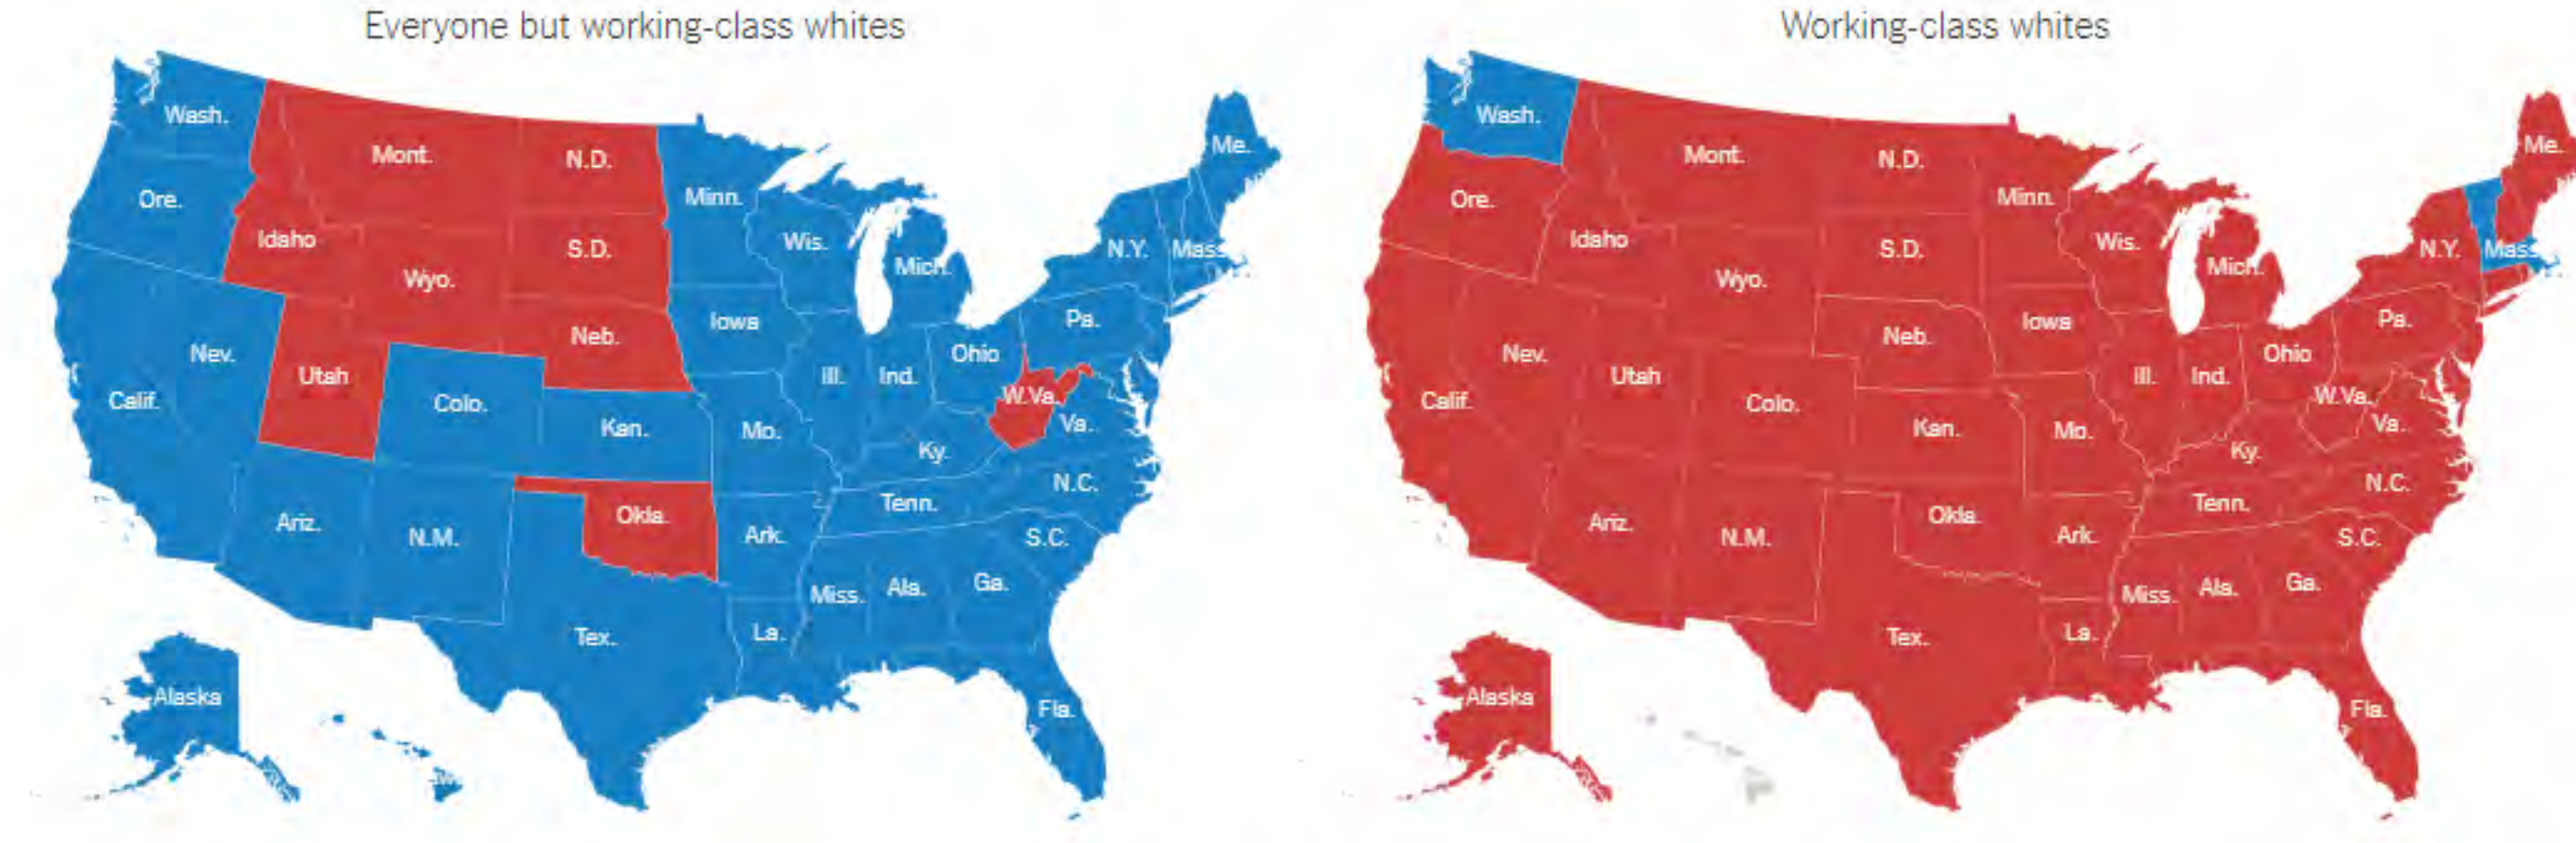 Everyone but working-class whites
Wash.
Mont.
N.D.
Me.
Ore.
Minn.
Idaho
Wis.
S.D.
N.Y.
Mass.
Wyo.
Mich.
Iowa
Pa.
Neb.
Nev.
Ohio
Utah
Ill.
Ind.
Calif.
Colo.
W.Va.
Kan.
Mo.
Va.
Ky.
N.C.
Tenn.
Ariz.
Okla.
N.M.
Ark.
S.C.
Miss.
Ala.
Ga.
Tex.
La.
Alaska
Fla.
Working-class whites
Wash.
Mont.
N.D.
Me.
Ore.
Minn.
Idaho
Wis.
S.D.
N.Y.
Mass.
Wyo.
Mich.
Iowa
Pa.
Neb.
Nev.
Ohio
Utah
Ill.
Ind.
Calif.
Colo.
W.Va.
Kan.
Mo.
Va.
Ky.
N.C.
Tenn.
Ariz.
Okla.
N.M.
Ark.
S.C.
Miss.
Ala.
Ga.
Tex.
La.
Alaska
Fla.